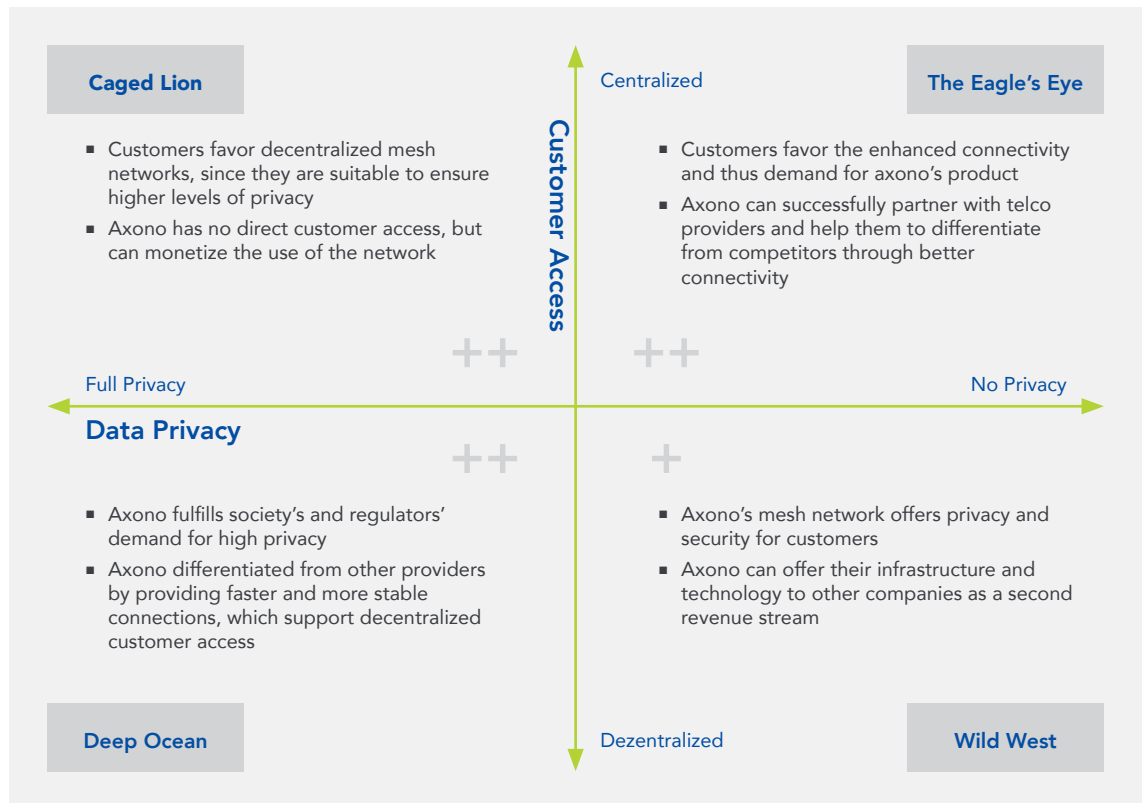 Caged Lion
Centralized
The Eagle's Eye
Customer Access
▪ Customers favor decentralized mesh
networks, since they are suitable to ensure
higher levels of privacy
▪ Axono has no direct customer access, but
can monetize the use of the network
▪ Customers favor the enhanced connectivity
and thus demand for axono's product
▪ Axono can successfully partner with telco
providers and help them to differentiate
from competitors through better
connectivity
++
++
Full Privacy
No Privacy
Data Privacy
++
+
▪ Axono fulfills society's and regulators'
demand for high privacy
▪ Axono differentiated from other providers
by providing faster and more stable
connections, which support decentralized
customer access
▪ Axono's mesh network offers privacy and
security for customers
▪ Axono can offer their infrastructure and
technology to other companies as a second
revenue stream
Deep Ocean
Dezentralized
Wild West